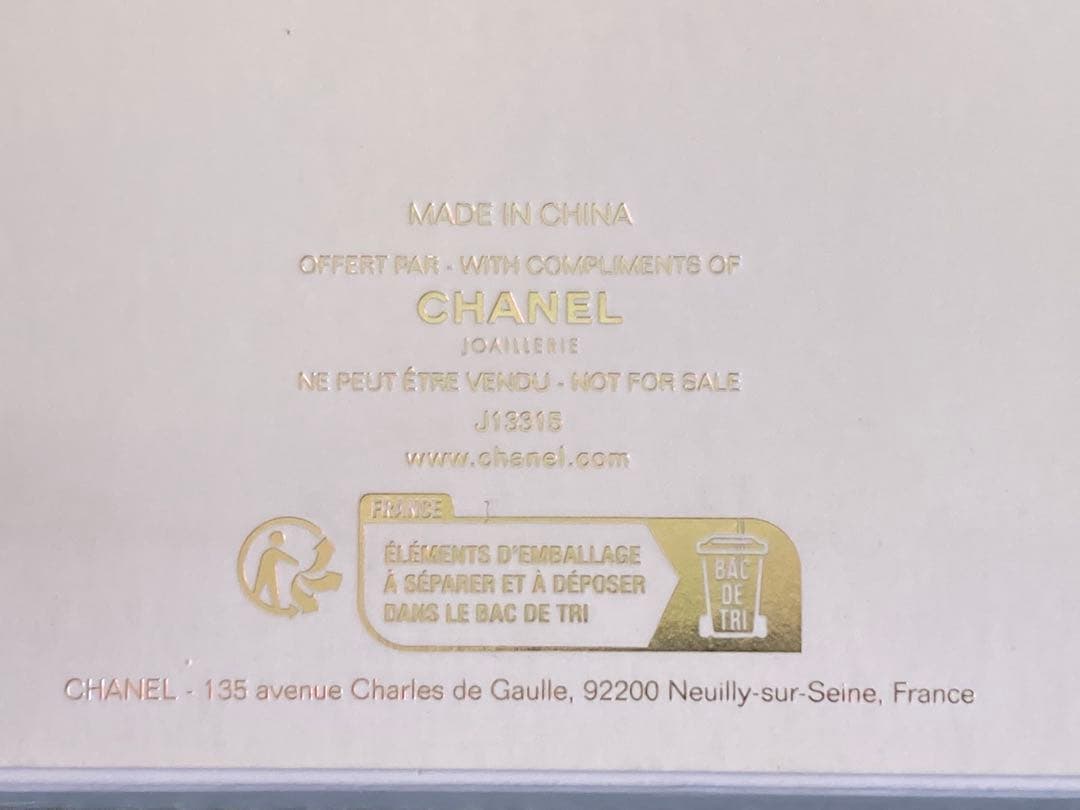 MADE IN CHINA
OFFERT PAR - WITH COMPLIMENTS OF
CHANEL
JOAILLERIE
NE PEUT ÊTRE VENDU - NOT FOR SALE
J13315
www.chanel.com
FRANCE
ÉLÉMENTS D'EMBALLAGE
À SÉPARER ET À DÉPOSER
DANS LE BAC DE TRI
BAC
DE
TRI
CHANEL - 135 avenue Charles de Gaulle, 92200 Neuilly-sur-Seine, France